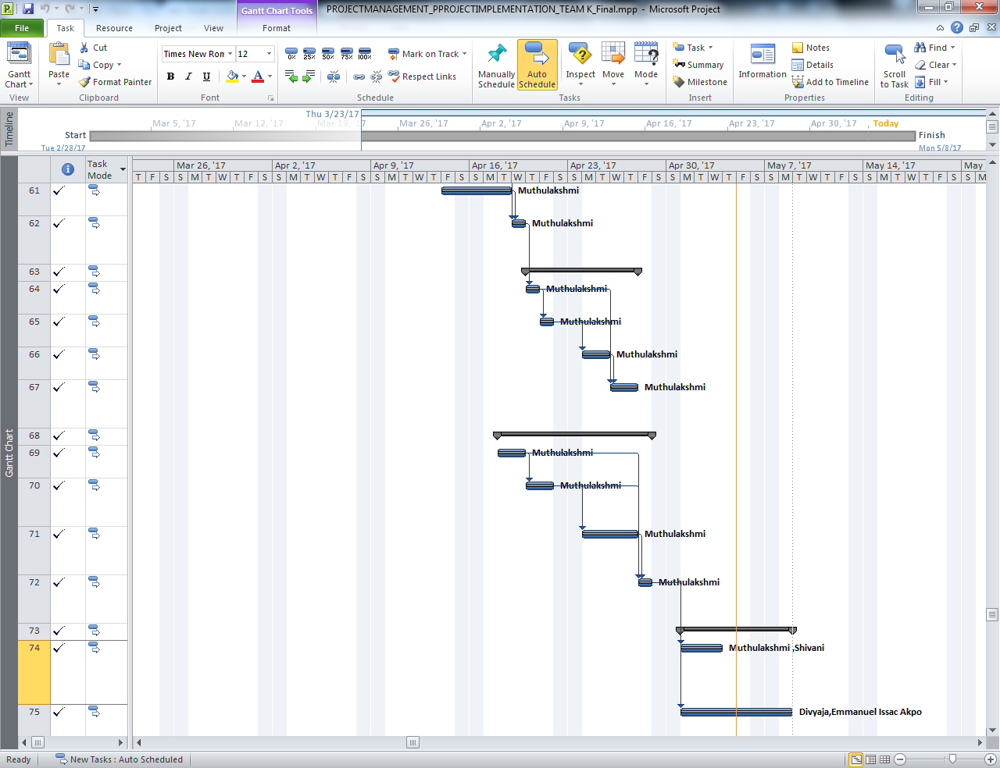 PROJECTMANAGEMENT_PPROJECTIMPLEMENTATION_TEAM K_Final.mpp - Microsoft Project
Gantt Chart Tools
File Task Resource Project View Format
Gantt Chart
View
Paste
Cut
Copy
Format Painter
Clipboard
Times New Ron 12
B I U A
Font
0% 25% 50% 75% 100%
Mark on Track
Respect Links
Schedule
Manually Schedule
Auto Schedule
Inspect
Move
Mode
Tasks
Task
Summary
Milestone
Insert
Information
Notes
Details
Add to Timeline
Properties
Scroll to Task
Find
Clear
Fill
Editing
Timeline
Thu 3/23/17
Mar 5, '17 Mar 12, '17 Mar 19, '17 Mar 26, '17 Apr 2, '17 Apr 9, '17 Apr 16, '17 Apr 23, '17 Apr 30, '17 Today
Start
Tue 2/28/17
Finish
Mon 5/8/17
Gantt Chart
Task Mode
Mar 26, '17 Apr 2, '17 Apr 9, '17 Apr 16, '17 Apr 23, '17 Apr 30, '17 May 7, '17 May 14, '17 May
T F S S M T W T F S S M T W T F S S M T W T F S S M T W T F S S M T W T F S S M T W T F S S M T W T F S S M T W T F S S M
61 Muthulakshmi
62 Muthulakshmi
63
64 Muthulakshmi
65 Muthulakshmi
66 Muthulakshmi
67 Muthulakshmi
68
69 Muthulakshmi
70 Muthulakshmi
71 Muthulakshmi
72 Muthulakshmi
73
74 Muthulakshmi ,Shivani
75 Divyaja,Emmanuel Issac Akpo
Ready New Tasks : Auto Scheduled